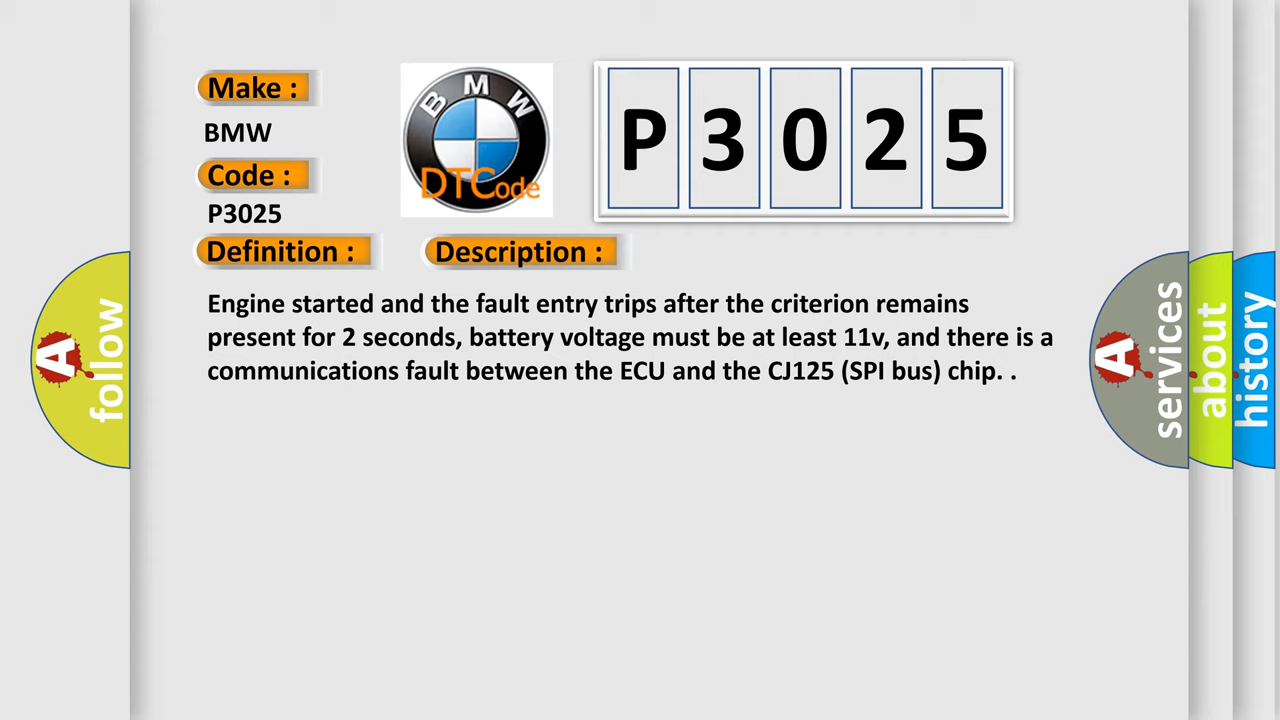 Make :
BMW
Code :
P3025
Definition :
Description :
BMW
DTCode
P3025
Engine started and the fault entry trips after the criterion remains
present for 2 seconds, battery voltage must be at least 11v, and there is a
communications fault between the ECU and the CJ125 (SPI bus) chip. .
A
follow
A
services
about
history